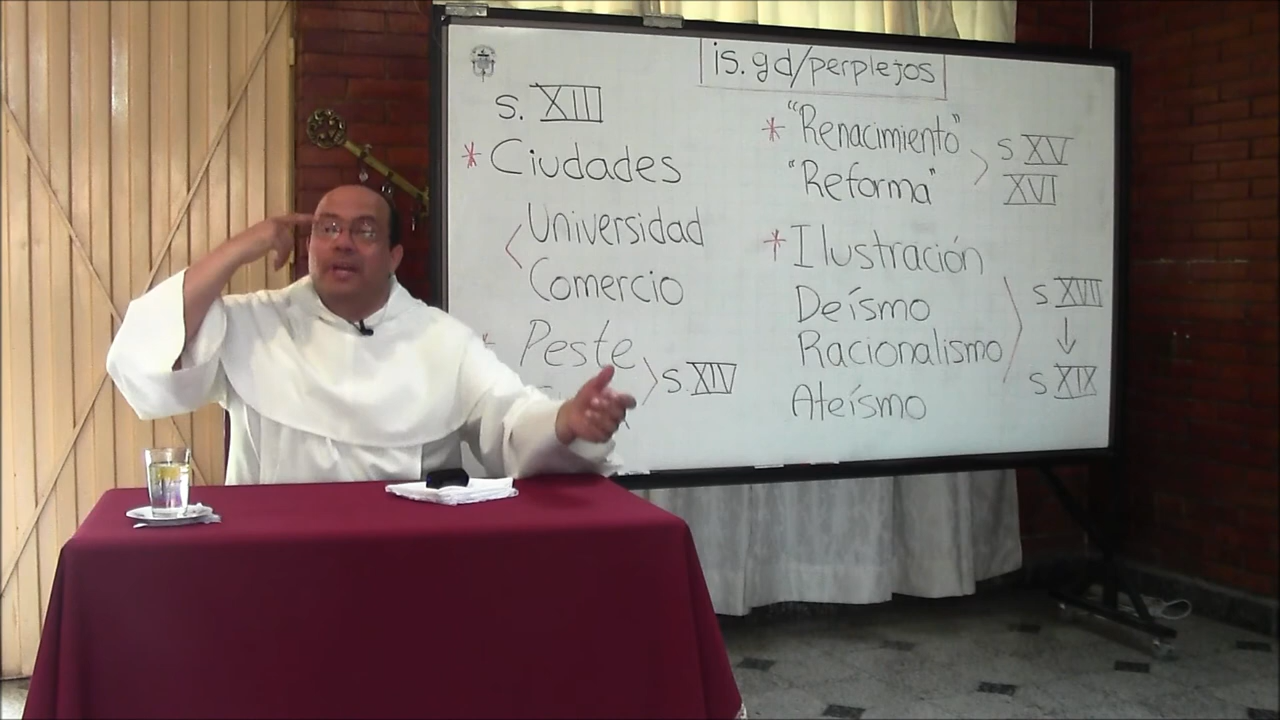 is.gd/perplejos
s. XIII
* Ciudades
Universidad
Comercio
* Peste
s. XIV
* "Renacimiento"
"Reforma"
s XV
XVI
* Ilustración
Deísmo
Racionalismo
Ateísmo
s XVII
↓
s XIX